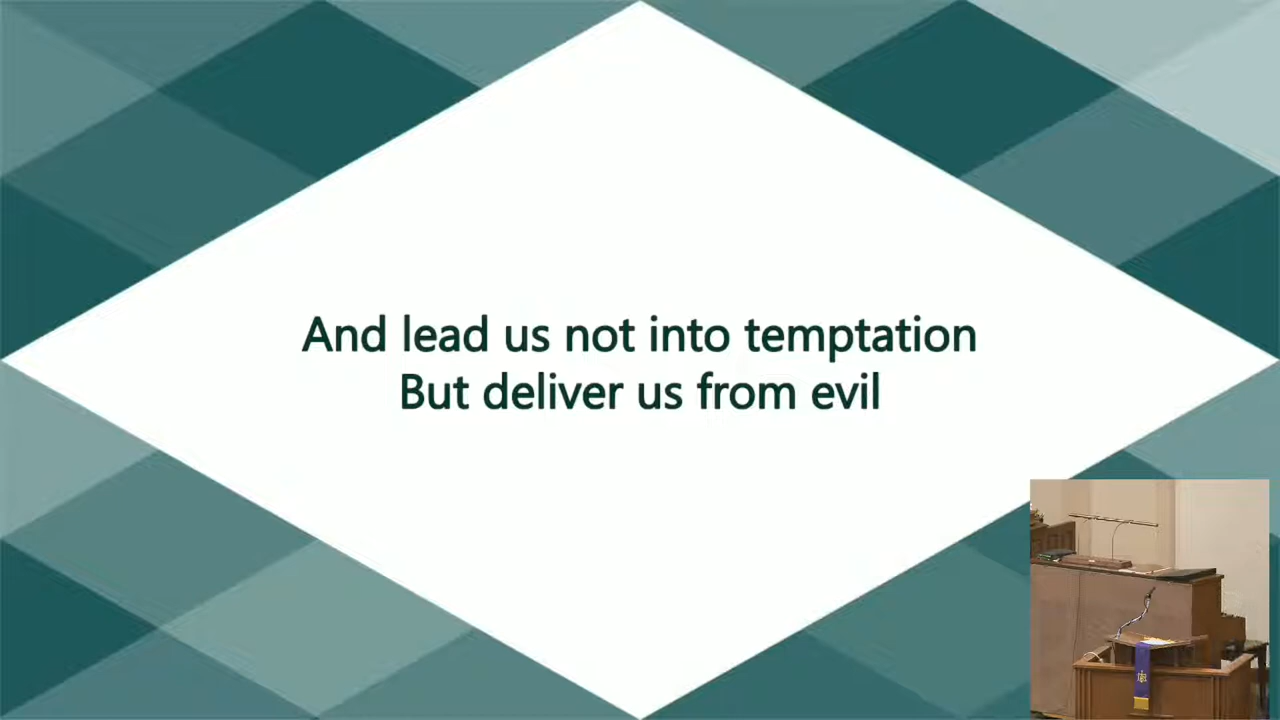 And lead us not into temptation
But deliver us from evil